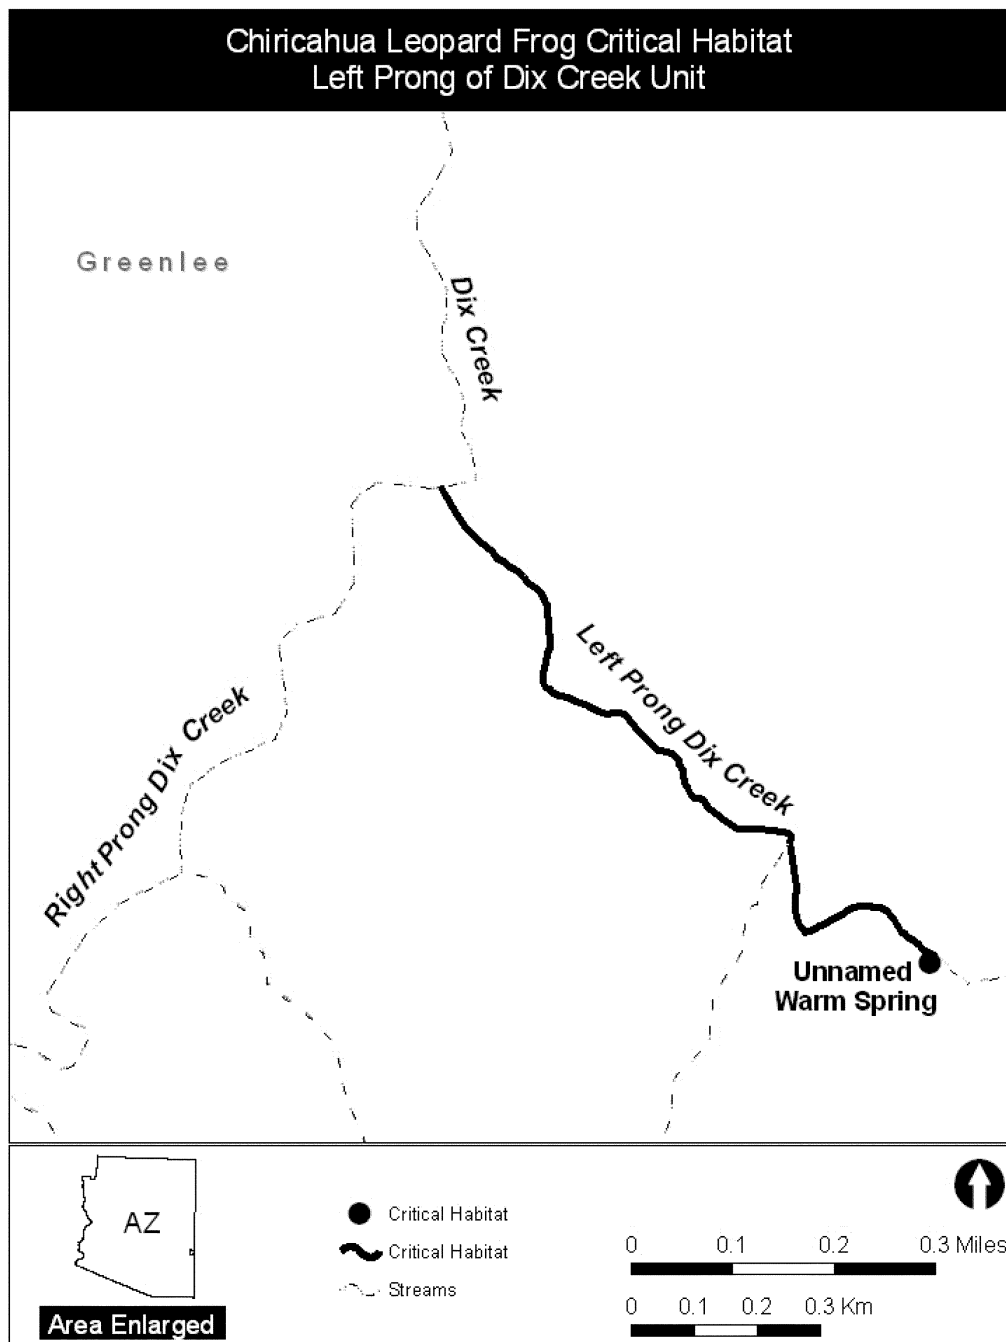 Chiricahua Leopard Frog Critical Habitat
Left Prong of Dix Creek Unit
Greenlee
Dix Creek
Left Prong Dix Creek
Right Prong Dix Creek
Unnamed
Warm Spring
AZ
Area Enlarged
Critical Habitat
Critical Habitat
Streams
0 0.1 0.2 0.3 Miles
0 0.1 0.2 0.3 Km